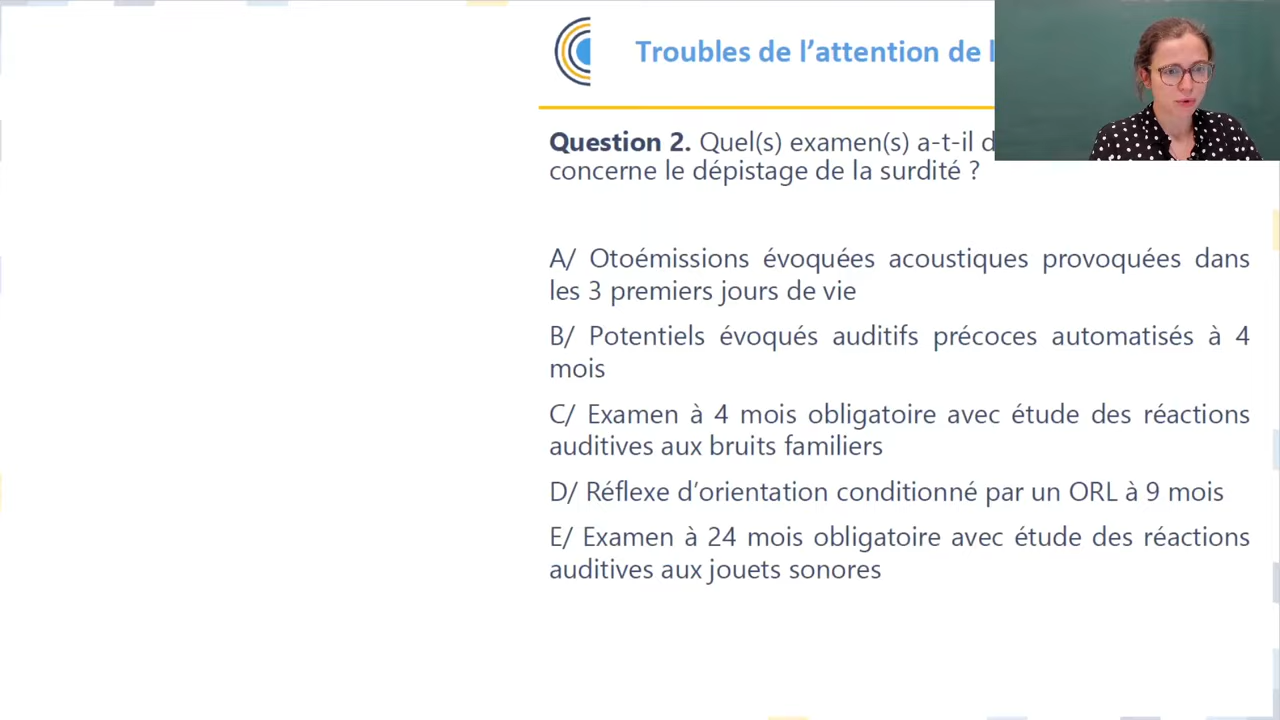 Troubles de l’attention de
Question 2. Quel(s) examen(s) a-t-il
concerne le dépistage de la surdité ?
A/ Otoémissions évoquées acoustiques provoquées dans
les 3 premiers jours de vie
B/ Potentiels évoqués auditifs précoces automatisés à 4
mois
C/ Examen à 4 mois obligatoire avec étude des réactions
auditives aux bruits familiers
D/ Réflexe d’orientation conditionné par un ORL à 9 mois
E/ Examen à 24 mois obligatoire avec étude des réactions
auditives aux jouets sonores